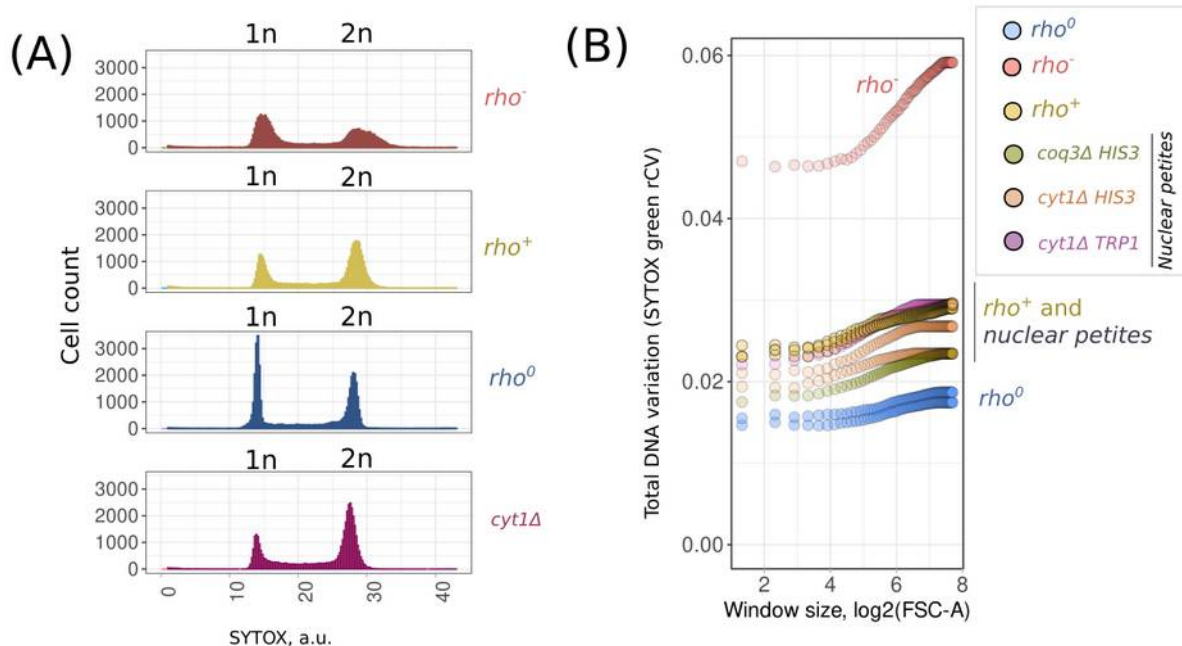 (A)
1n 2n
3000
2000
1000
0
rho-
1n 2n
3000
2000
1000
0
rho+
1n 2n
3000
2000
1000
0
rho0
1n 2n
3000
2000
1000
0
cyt1Δ
Cell count
0 10 20 30 40
SYTOX, a.u.
(B)
Total DNA variation (SYTOX green rCV)
0.06
0.04
0.02
0.00
rho-
2 4 6 8
Window size, log2(FSC-A)
rho0
rho-
rho+
coq3Δ HIS3
cyt1Δ HIS3
cyt1Δ TRP1
Nuclear petites
rho+ and
nuclear petites
rho0